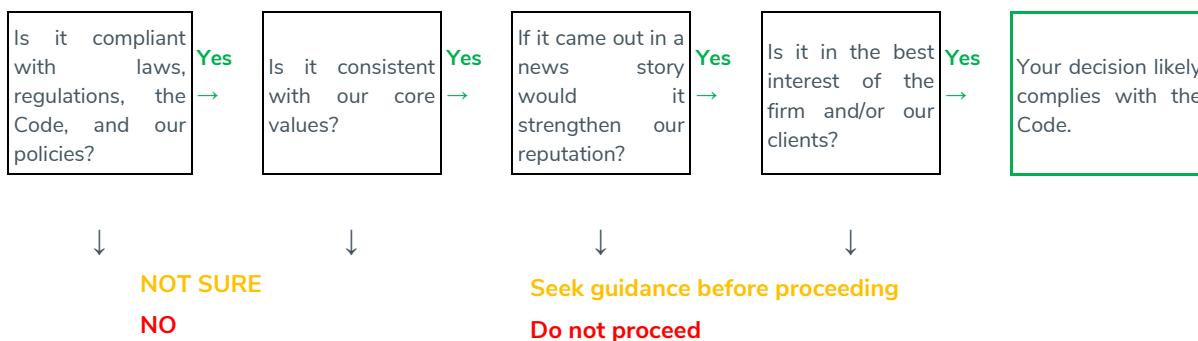 Is it compliant
with laws,
regulations, the
Code, and our
policies?
Yes
→
Is it consistent
with our core
values?
Yes
→
If it came out in a
news story
would it
strengthen our
reputation?
Yes
→
Is it in the best
interest of the
firm and/or our
clients?
Yes
→
Your decision likely
complies with the
Code.
↓ ↓ ↓ ↓
NOT SURE
Seek guidance before proceeding
NO
Do not proceed